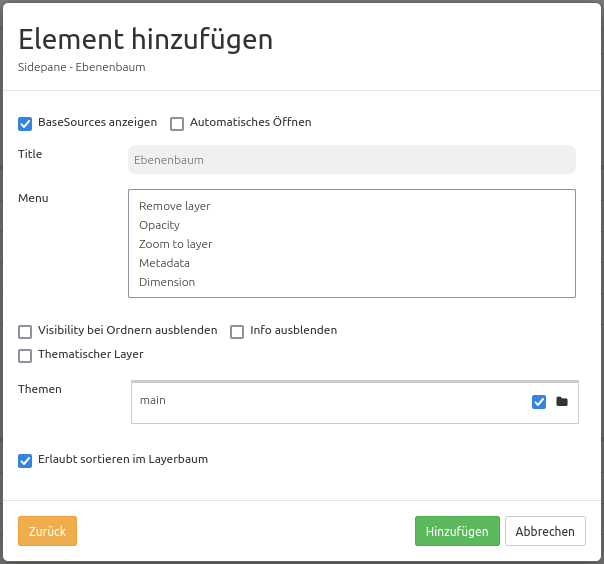 Element hinzufügen
Sidepane - Ebenenbaum
BaseSources anzeigen Automatisches Öffnen
Title Ebenenbaum
Menu Remove layer
Opacity
Zoom to layer
Metadata
Dimension
Visibility bei Ordnern ausblenden Info ausblenden
Thematischer Layer
Themen main
Erlaubt sortieren im Layerbaum
Zurück Hinzufügen Abbrechen